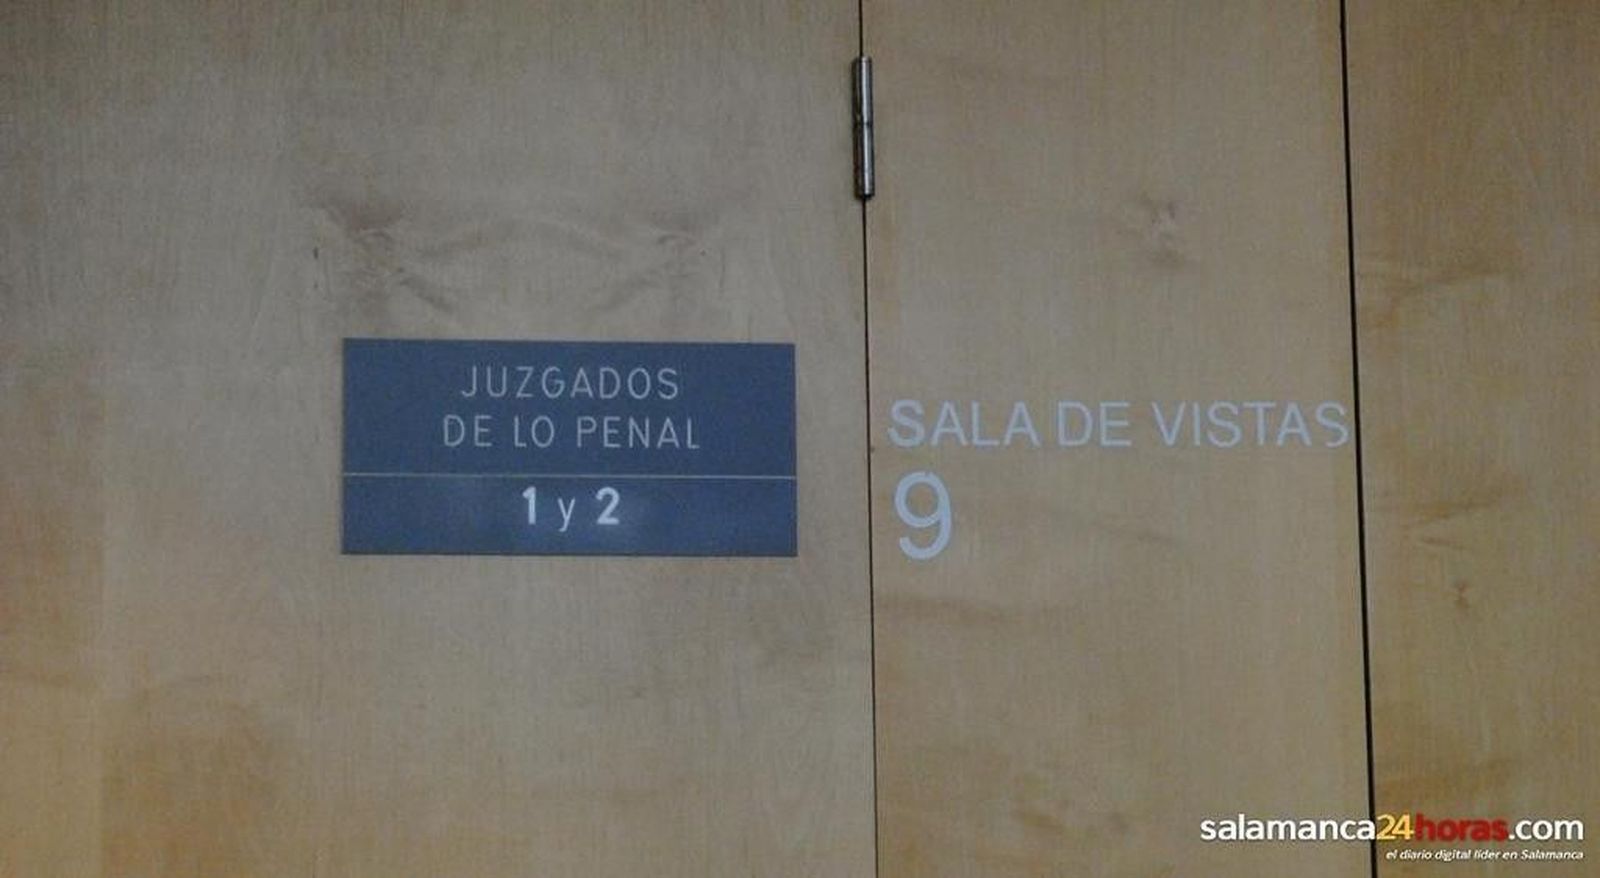 JUZGADOS
DE LO PENAL
1 y 2
SALA DE VISTAS
9
salamanca24horas.com
el diario digital líder en Salamanca